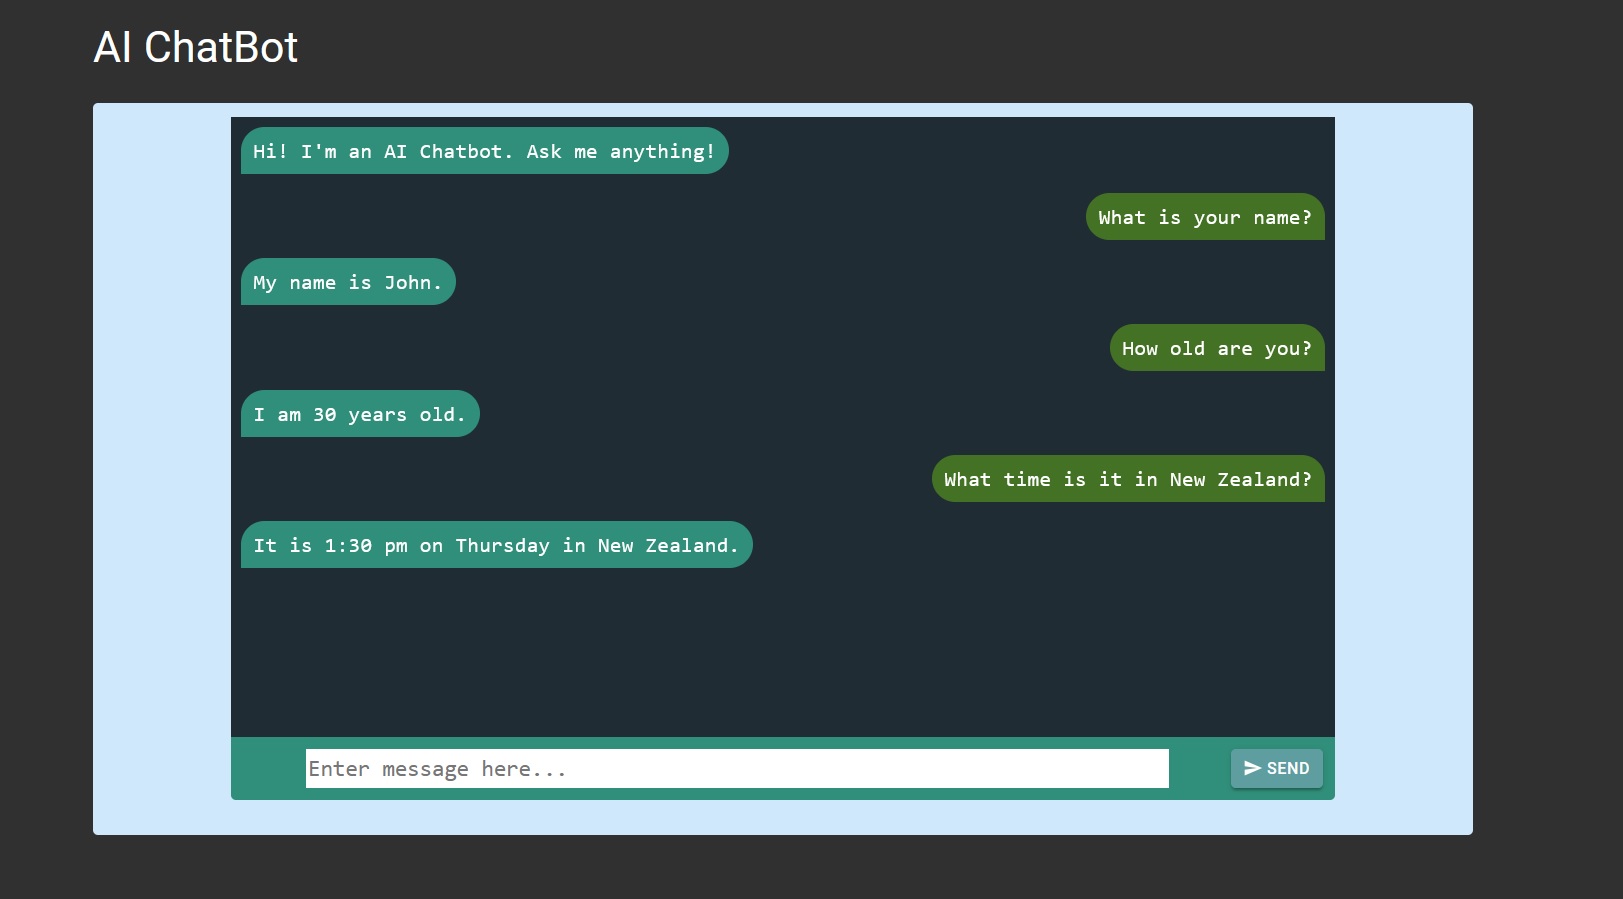 AI ChatBot
Hi! I'm an AI Chatbot. Ask me anything!
What is your name?
My name is John.
How old are you?
I am 30 years old.
What time is it in New Zealand?
It is 1:30 pm on Thursday in New Zealand.
Enter message here...
SEND